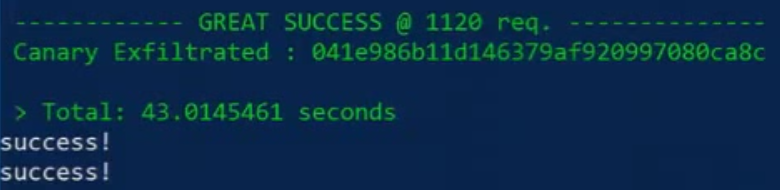 ------------ GREAT SUCCESS @ 1120 req. --------------
Canary Exfiltrated : 041e986b11d146379af920997080ca8c
> Total: 43.0145461 seconds
success!
success!